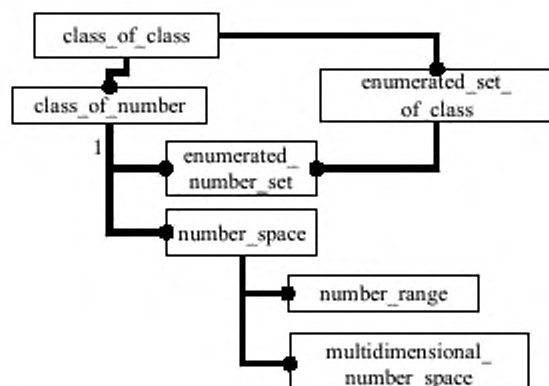 class_of_class
enumerated_set_
of_class
class_of_number
1
enumerated_
number_set
number_space
number_range
multidimensional_
number_space